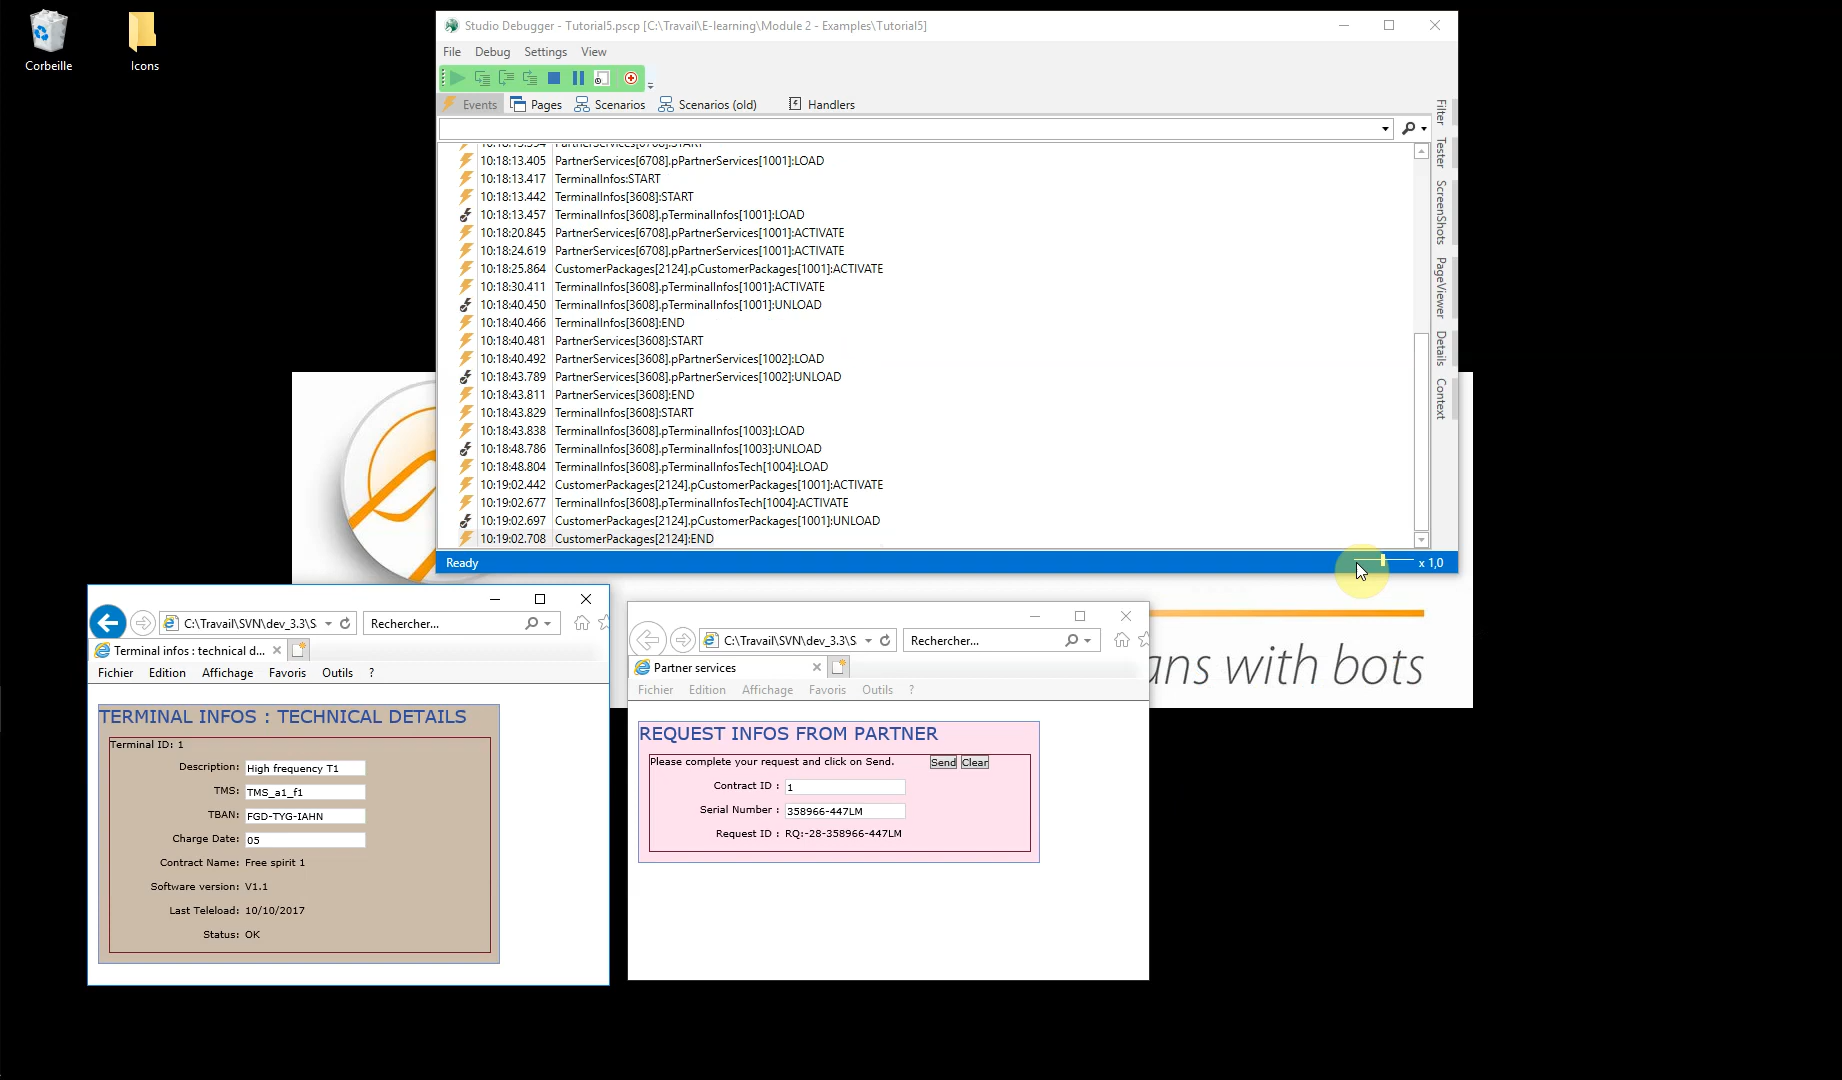 Corbeille
Icons
Studio Debugger - Tutorial5.pscp [C:\Travail\E-learning\Module 2 - Examples\Tutorial5]
File Debug Settings View
Events Pages Scenarios Scenarios (old) Handlers
Filter
Tester
ScreenShots
PageViewer
Details
Context
10:18:13.405 PartnerServices[6708].pPartnerServices[1001]:LOAD
10:18:13.417 TerminalInfos:START
10:18:13.442 TerminalInfos[3608]:START
10:18:13.457 TerminalInfos[3608].pTerminalInfos[1001]:LOAD
10:18:20.845 PartnerServices[6708].pPartnerServices[1001]:ACTIVATE
10:18:24.619 PartnerServices[6708].pPartnerServices[1001]:ACTIVATE
10:18:25.864 CustomerPackages[2124].pCustomerPackages[1001]:ACTIVATE
10:18:30.411 TerminalInfos[3608].pTerminalInfos[1001]:ACTIVATE
10:18:40.450 TerminalInfos[3608].pTerminalInfos[1001]:UNLOAD
10:18:40.466 TerminalInfos[3608]:END
10:18:40.481 PartnerServices[3608]:START
10:18:40.492 PartnerServices[3608].pPartnerServices[1002]:LOAD
10:18:43.789 PartnerServices[3608].pPartnerServices[1002]:UNLOAD
10:18:43.811 PartnerServices[3608]:END
10:18:43.829 TerminalInfos[3608]:START
10:18:43.838 TerminalInfos[3608].pTerminalInfos[1003]:LOAD
10:18:48.786 TerminalInfos[3608].pTerminalInfos[1003]:UNLOAD
10:18:48.804 TerminalInfos[3608].pTerminalInfosTech[1004]:LOAD
10:19:02.442 CustomerPackages[2124].pCustomerPackages[1001]:ACTIVATE
10:19:02.677 TerminalInfos[3608].pTerminalInfosTech[1004]:ACTIVATE
10:19:02.697 CustomerPackages[2124].pCustomerPackages[1001]:UNLOAD
10:19:02.708 CustomerPackages[2124]:END
Ready x 1,0
ans with bots
C:\Travail\SVN\dev_3.3\S Rechercher...
Terminal infos : technical d...
Fichier Edition Affichage Favoris Outils ?
TERMINAL INFOS : TECHNICAL DETAILS
Terminal ID: 1
Description: High frequency T1
TMS: TMS_a1_f1
TBAN: FGD-TYG-IAHN
Charge Date: 05
Contract Name: Free spirit 1
Software version: V1.1
Last Teleload: 10/10/2017
Status: OK
C:\Travail\SVN\dev_3.3\S Rechercher...
Partner services
Fichier Edition Affichage Favoris Outils ?
REQUEST INFOS FROM PARTNER
Please complete your request and click on Send. Send Clear
Contract ID : 1
Serial Number : 358966-447LM
Request ID : RQ:-28-358966-447LM